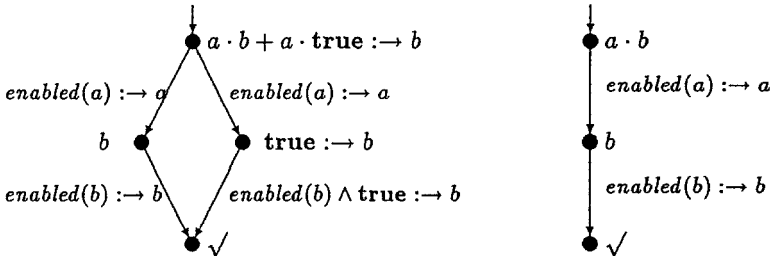 a · b + a · true :→ b
a · b
enabled(a) :→ a
enabled(a) :→ a
enabled(a) :→ a
b
true :→ b
b
enabled(b) :→ b
enabled(b) ∧ true :→ b
enabled(b) :→ b
√
√